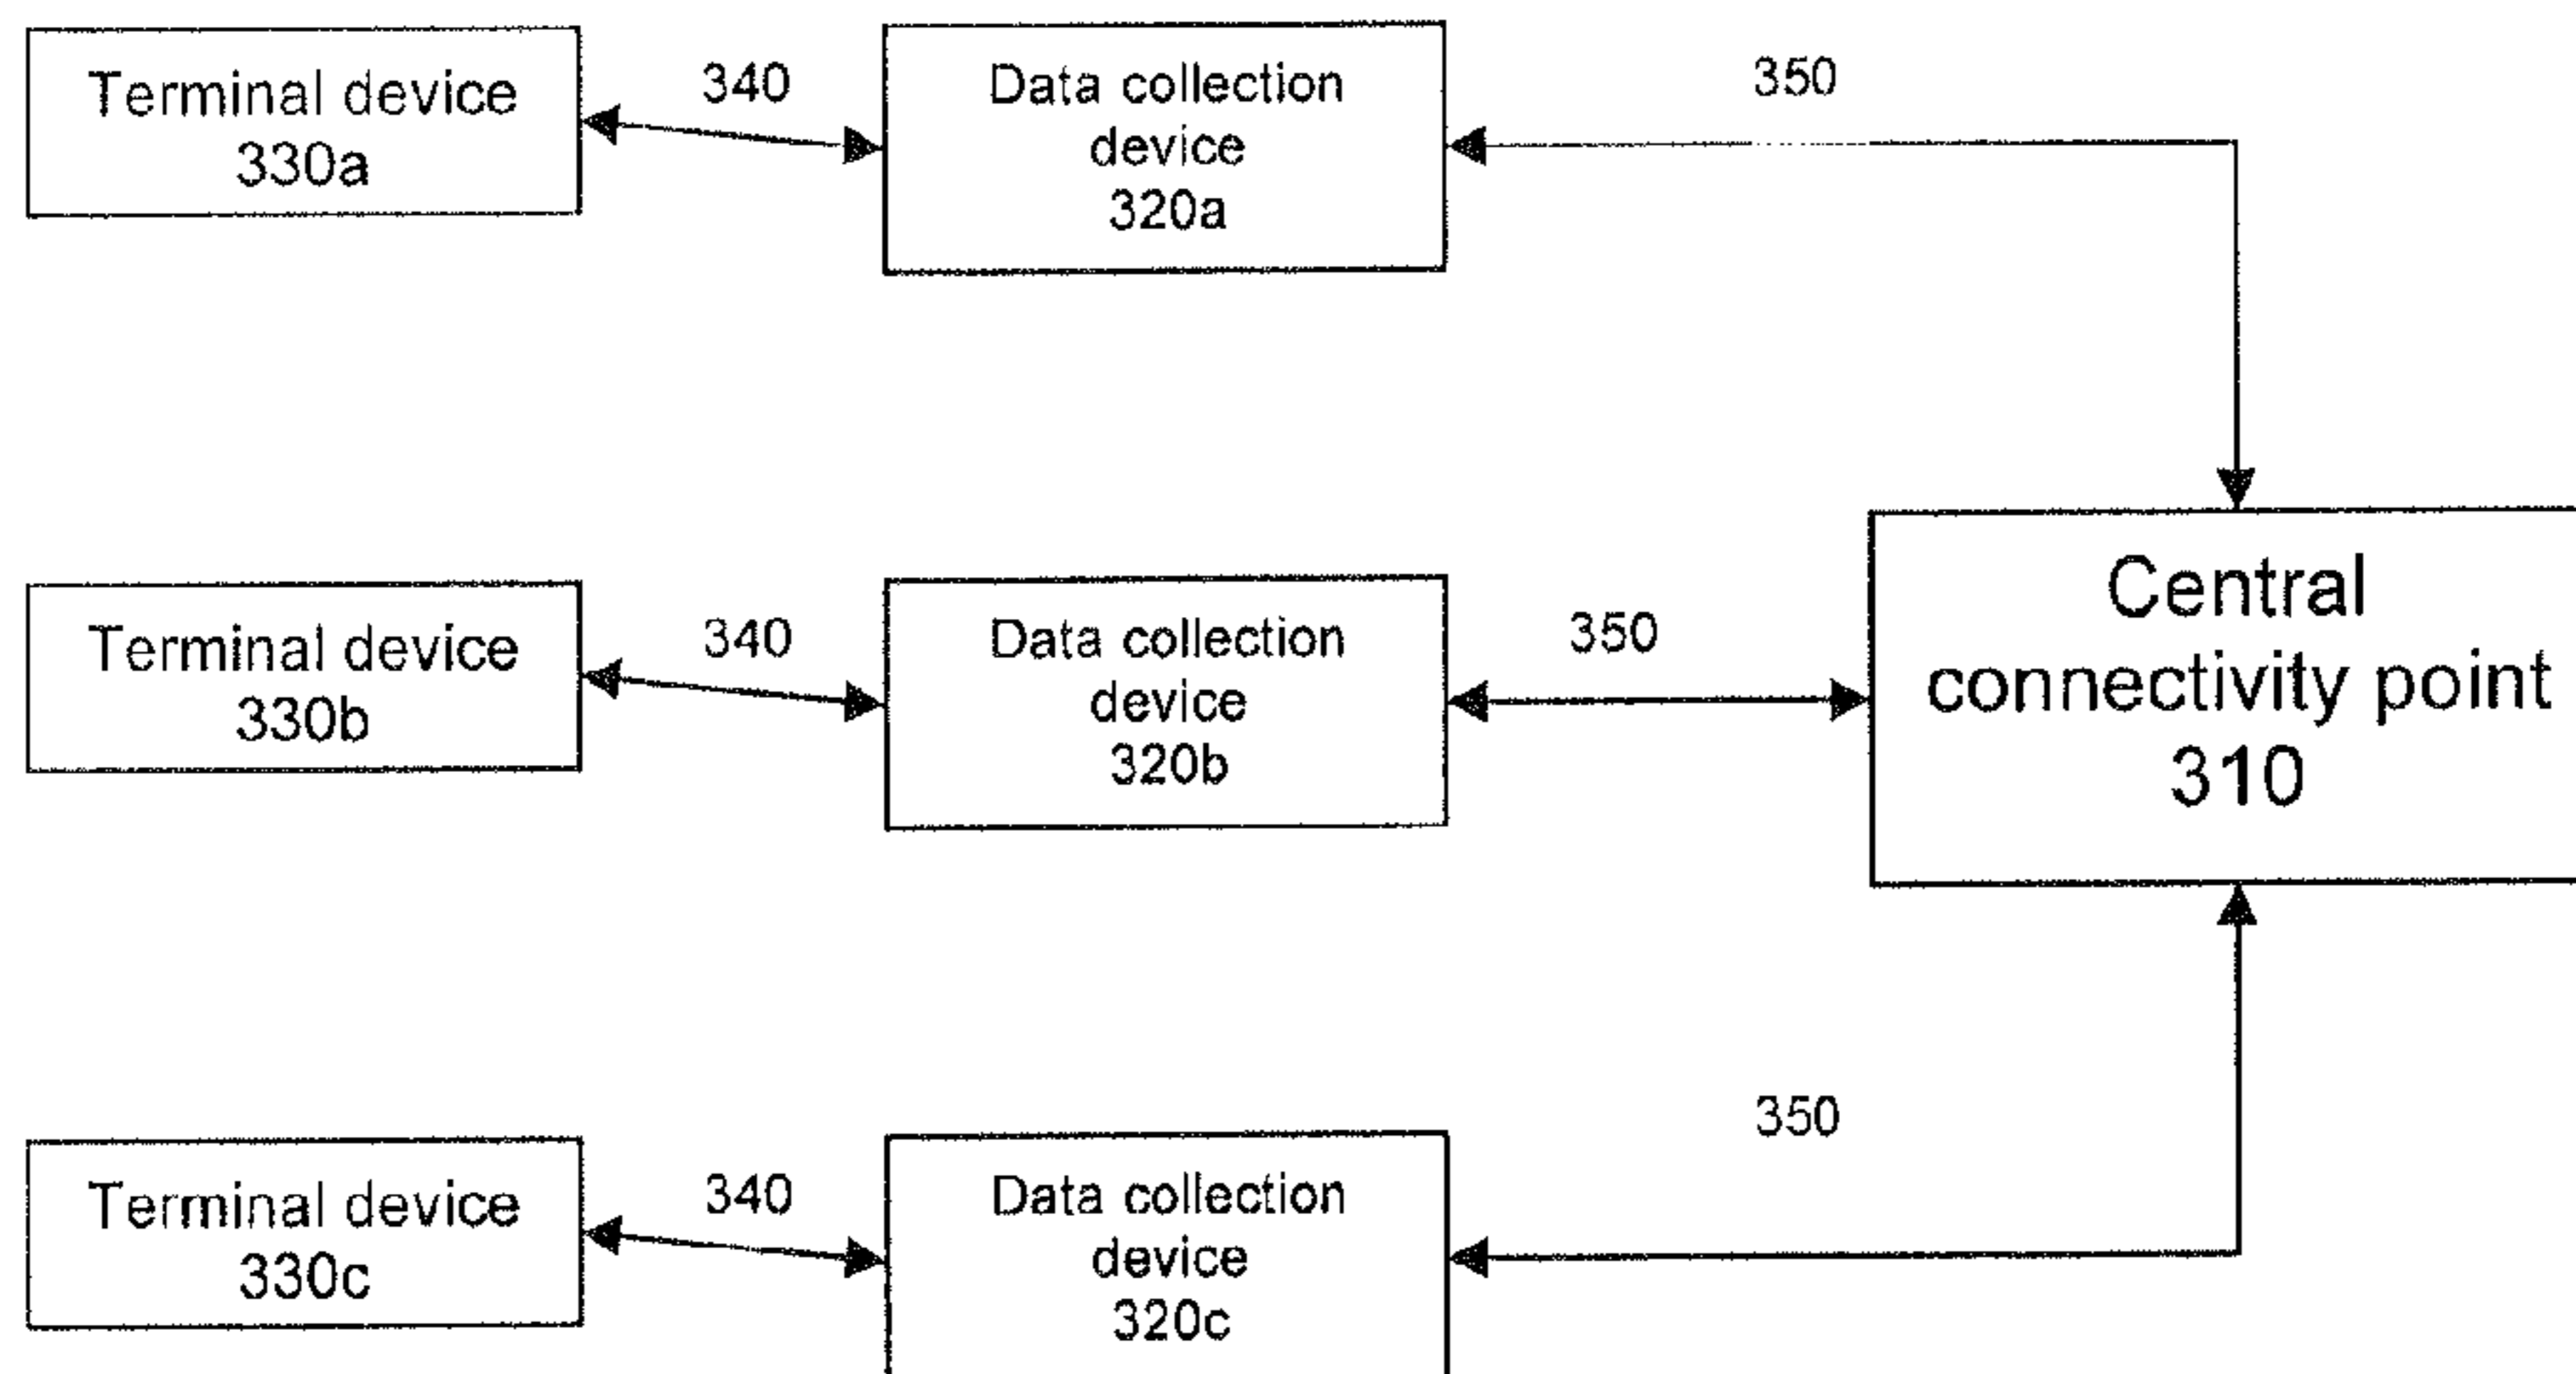 Terminal device
330a
340
Data collection
device
320a
350
Terminal device
330b
340
Data collection
device
320b
350
Central
connectivity point
310
Terminal device
330c
340
Data collection
device
320c
350